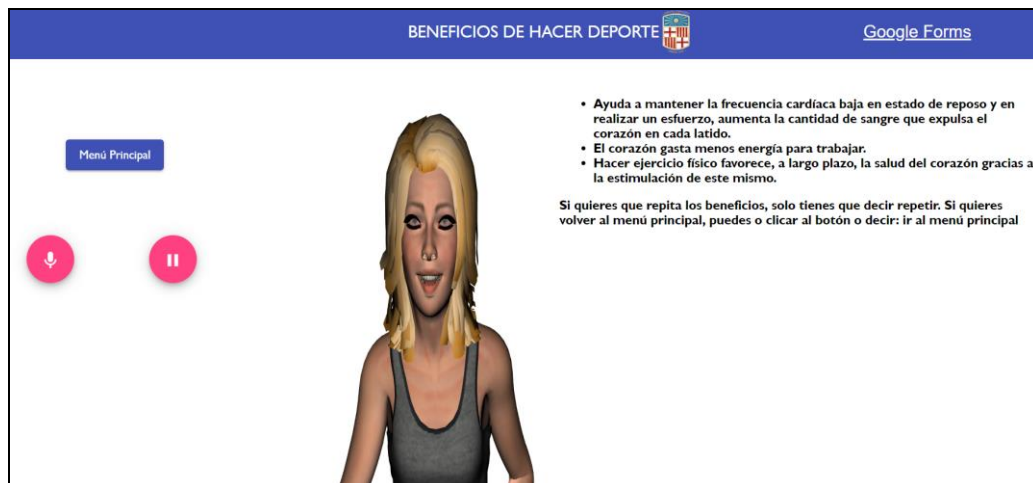 BENEFICIOS DE HACER DEPORTE
Google Forms
Menú Principal
• Ayuda a mantener la frecuencia cardíaca baja en estado de reposo y en
realizar un esfuerzo, aumenta la cantidad de sangre que expulsa el
corazón en cada latido.
• El corazón gasta menos energía para trabajar.
• Hacer ejercicio físico favorece, a largo plazo, la salud del corazón gracias a
la estimulación de este mismo.
Si quieres que repita los beneficios, solo tienes que decir repetir. Si quieres
volver al menú principal, puedes o clicar al botón o decir: ir al menú principal